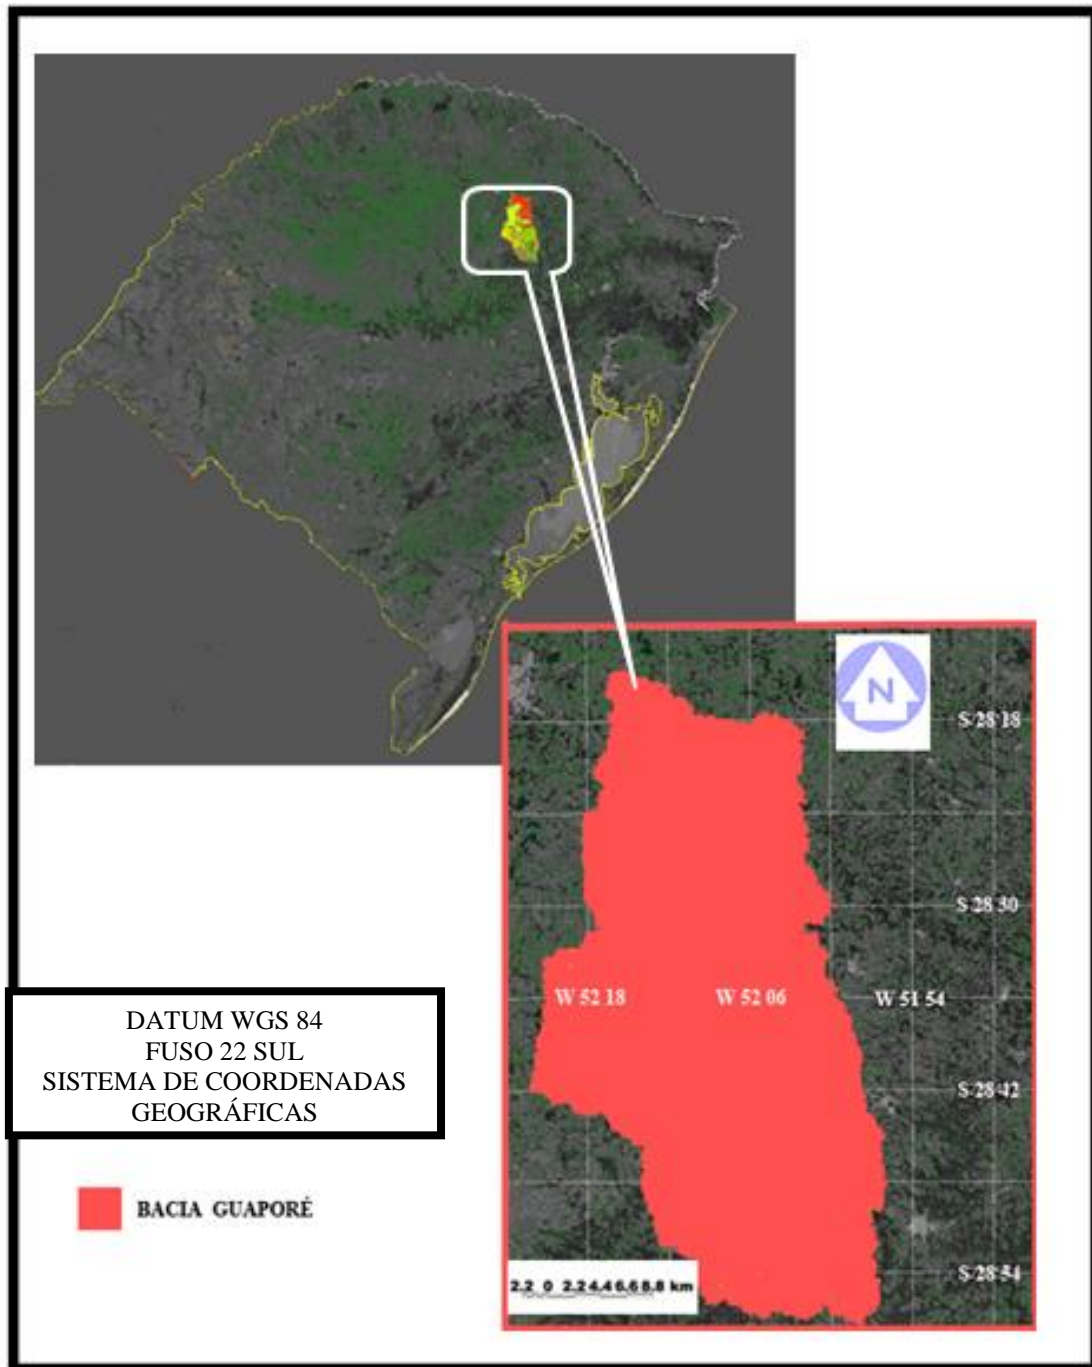 N
S 28 18
S 28 30
W 52 18
W 52 06
W 51 54
DATUM WGS 84
FUSO 22 SUL
SISTEMA DE COORDENADAS
GEOGRÁFICAS
S 28 42
BACIA GUAPORÉ
S 28 54
2.2 0 2.2 4.4 6.6 8.8 km